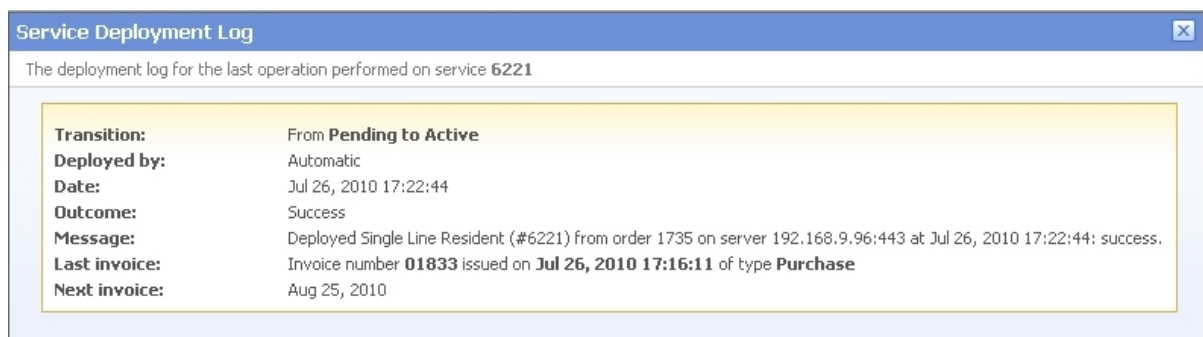 Service Deployment Log
The deployment log for the last operation performed on service 6221
Transition: From Pending to Active
Deployed by: Automatic
Date: Jul 26, 2010 17:22:44
Outcome: Success
Message: Deployed Single Line Resident (#6221) from order 1735 on server 192.168.9.96:443 at Jul 26, 2010 17:22:44: success.
Last invoice: Invoice number 01833 issued on Jul 26, 2010 17:16:11 of type Purchase
Next invoice: Aug 25, 2010